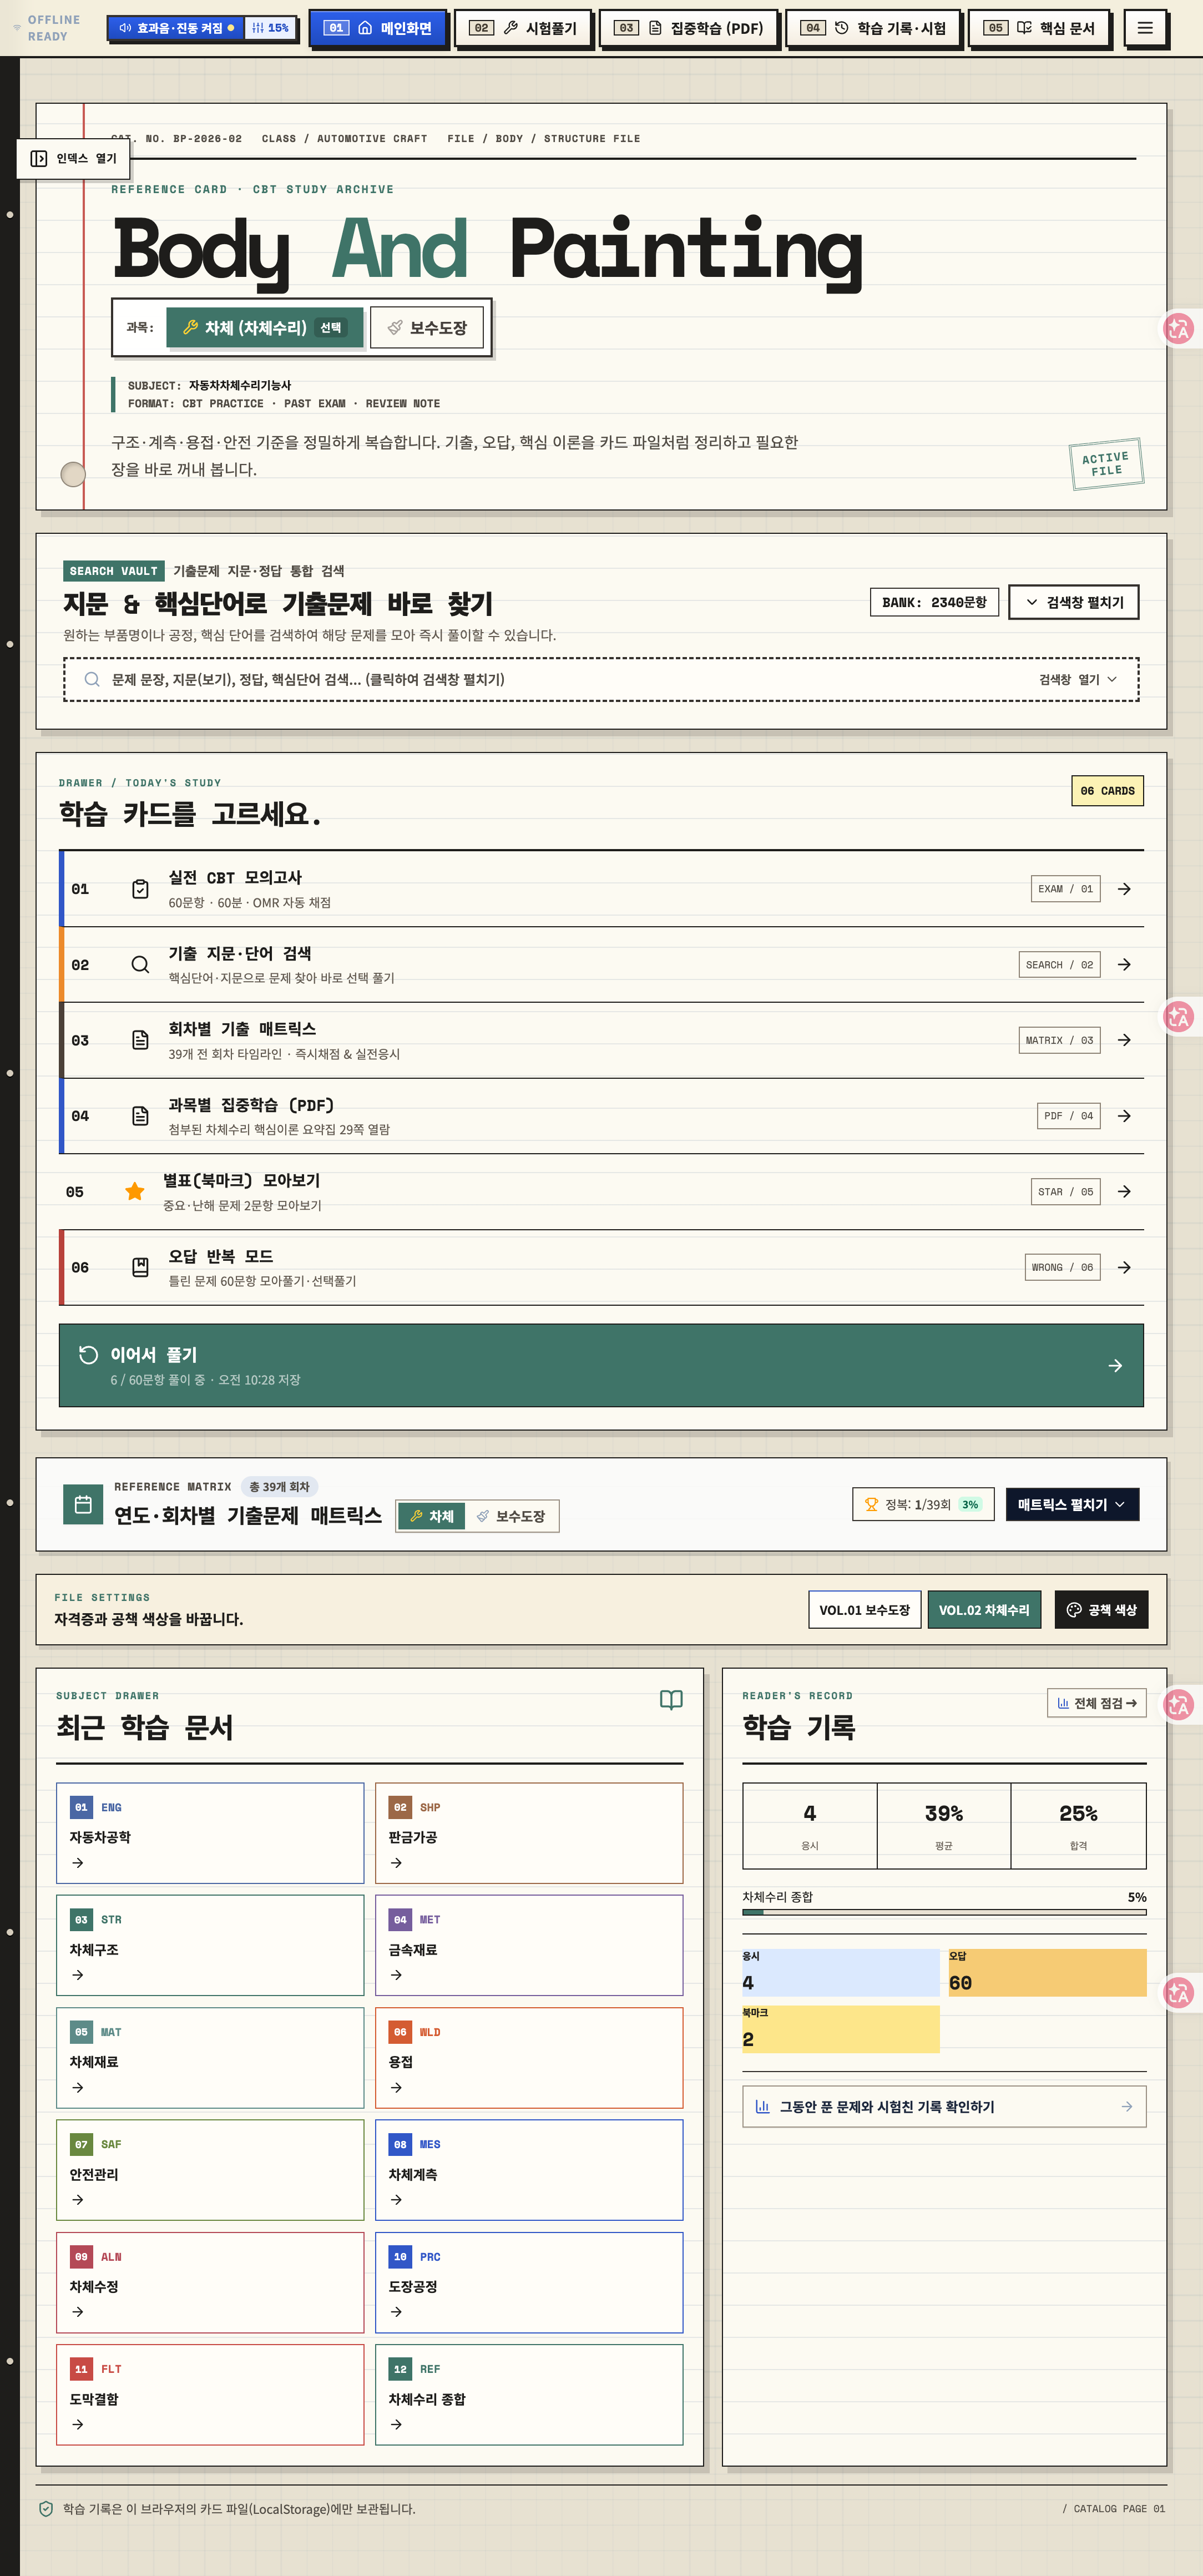 OFFLINE
READY
효과음·진동 켜짐
15%
01 메인화면
02 시험풀기
03 집중학습 (PDF)
04 학습 기록·시험
05 핵심 문서
NO. BP-2026-02 CLASS / AUTOMOTIVE CRAFT FILE / BODY / STRUCTURE FILE
인덱스 열기
REFERENCE CARD · CBT STUDY ARCHIVE
Body And Painting
과목: 차체 (차체수리) 선택 보수도장
SUBJECT: 자동차차체수리기능사
FORMAT: CBT PRACTICE · PAST EXAM · REVIEW NOTE
구조·계측·용접·안전 기준을 정밀하게 복습합니다. 기출, 오답, 핵심 이론을 카드 파일처럼 정리하고 필요한
장을 바로 꺼내 봅니다.
ACTIVE
FILE
SEARCH VAULT 기출문제 지문·정답 통합 검색
지문 & 핵심단어로 기출문제 바로 찾기
BANK: 2340문항 검색창 펼치기
원하는 부품명이나 공정, 핵심 단어를 검색하여 해당 문제를 모아 즉시 풀이할 수 있습니다.
문제 문장, 지문(보기), 정답, 핵심단어 검색... (클릭하여 검색창 펼치기) 검색창 열기
DRAWER / TODAY'S STUDY
학습 카드를 고르세요.
06 CARDS
01 실전 CBT 모의고사
60문항 · 60분 · OMR 자동 채점
EXAM / 01
02 기출 지문·단어 검색
핵심단어·지문으로 문제 찾아 바로 선택 풀기
SEARCH / 02
03 회차별 기출 매트릭스
39개 전 회차 타임라인 · 즉시채점 & 실전응시
MATRIX / 03
04 과목별 집중학습 (PDF)
첨부된 차체수리 핵심이론 요약집 29쪽 열람
PDF / 04
05 별표(북마크) 모아보기
중요·난해 문제 2문항 모아보기
STAR / 05
06 오답 반복 모드
틀린 문제 60문항 모아풀기·선택풀기
WRONG / 06
이어서 풀기
6 / 60문항 풀이 중 · 오전 10:28 저장
REFERENCE MATRIX 총 39개 회차
연도·회차별 기출문제 매트릭스 차체 보수도장
정복: 1/39회 3% 매트릭스 펼치기
FILE SETTINGS
자격증과 공책 색상을 바꿉니다.
VOL.01 보수도장 VOL.02 차체수리 공책 색상
SUBJECT DRAWER
최근 학습 문서
01 ENG
자동차공학
02 SHP
판금가공
03 STR
차체구조
04 MET
금속재료
05 MAT
차체재료
06 WLD
용접
07 SAF
안전관리
08 MES
차체계측
09 ALN
차체수정
10 PRC
도장공정
11 FLT
도막결함
12 REF
차체수리 종합
READER'S RECORD
학습 기록
전체 점검 →
4 39% 25%
응시 평균 합격
차체수리 종합 5%
응시
4
오답
60
북마크
2
그동안 푼 문제와 시험친 기록 확인하기
학습 기록은 이 브라우저의 카드 파일(LocalStorage)에만 보관됩니다.
/ CATALOG PAGE 01